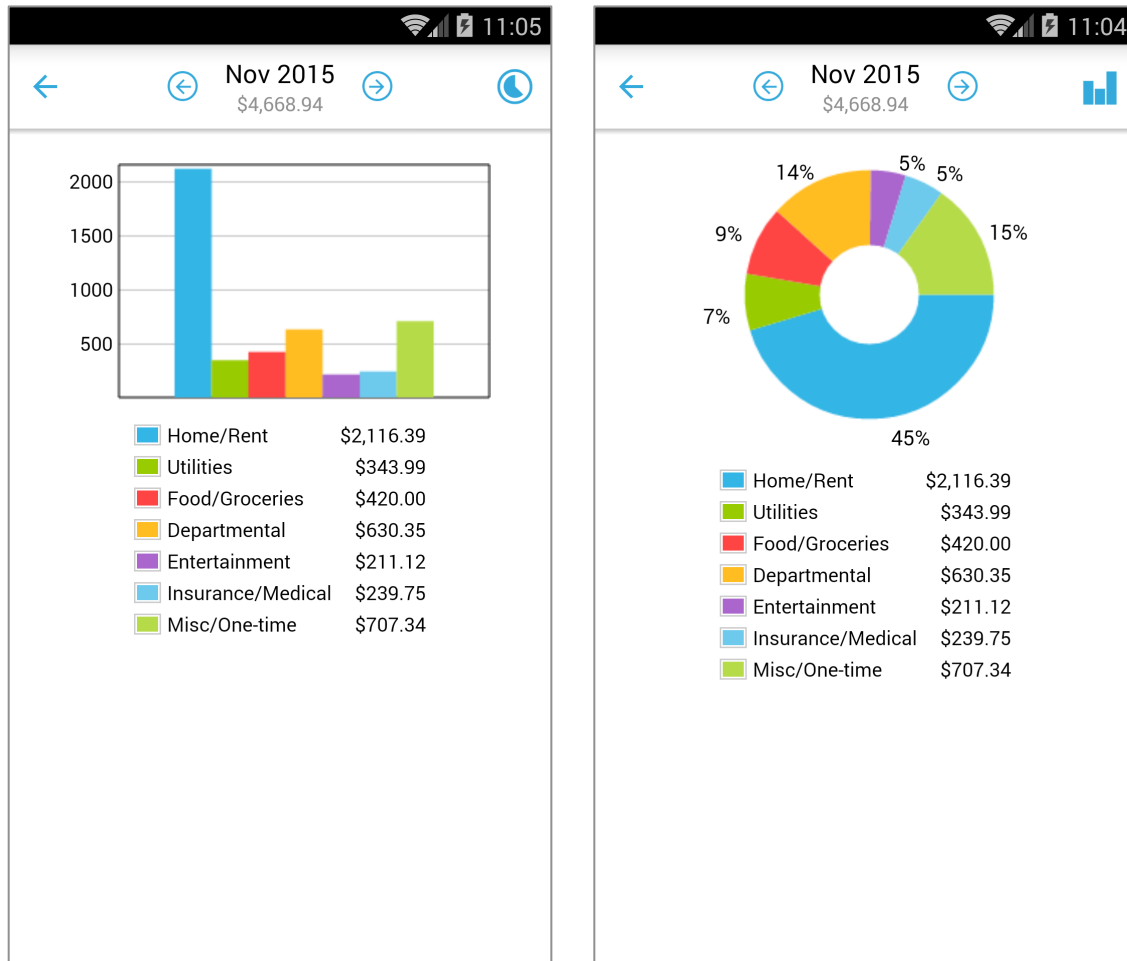 11:05
Nov 2015
$4,668.94
2000
1500
1000
500
Home/Rent $2,116.39
Utilities $343.99
Food/Groceries $420.00
Departmental $630.35
Entertainment $211.12
Insurance/Medical $239.75
Misc/One-time $707.34
11:04
Nov 2015
$4,668.94
14% 5% 5%
9% 15%
7%
45%
Home/Rent $2,116.39
Utilities $343.99
Food/Groceries $420.00
Departmental $630.35
Entertainment $211.12
Insurance/Medical $239.75
Misc/One-time $707.34